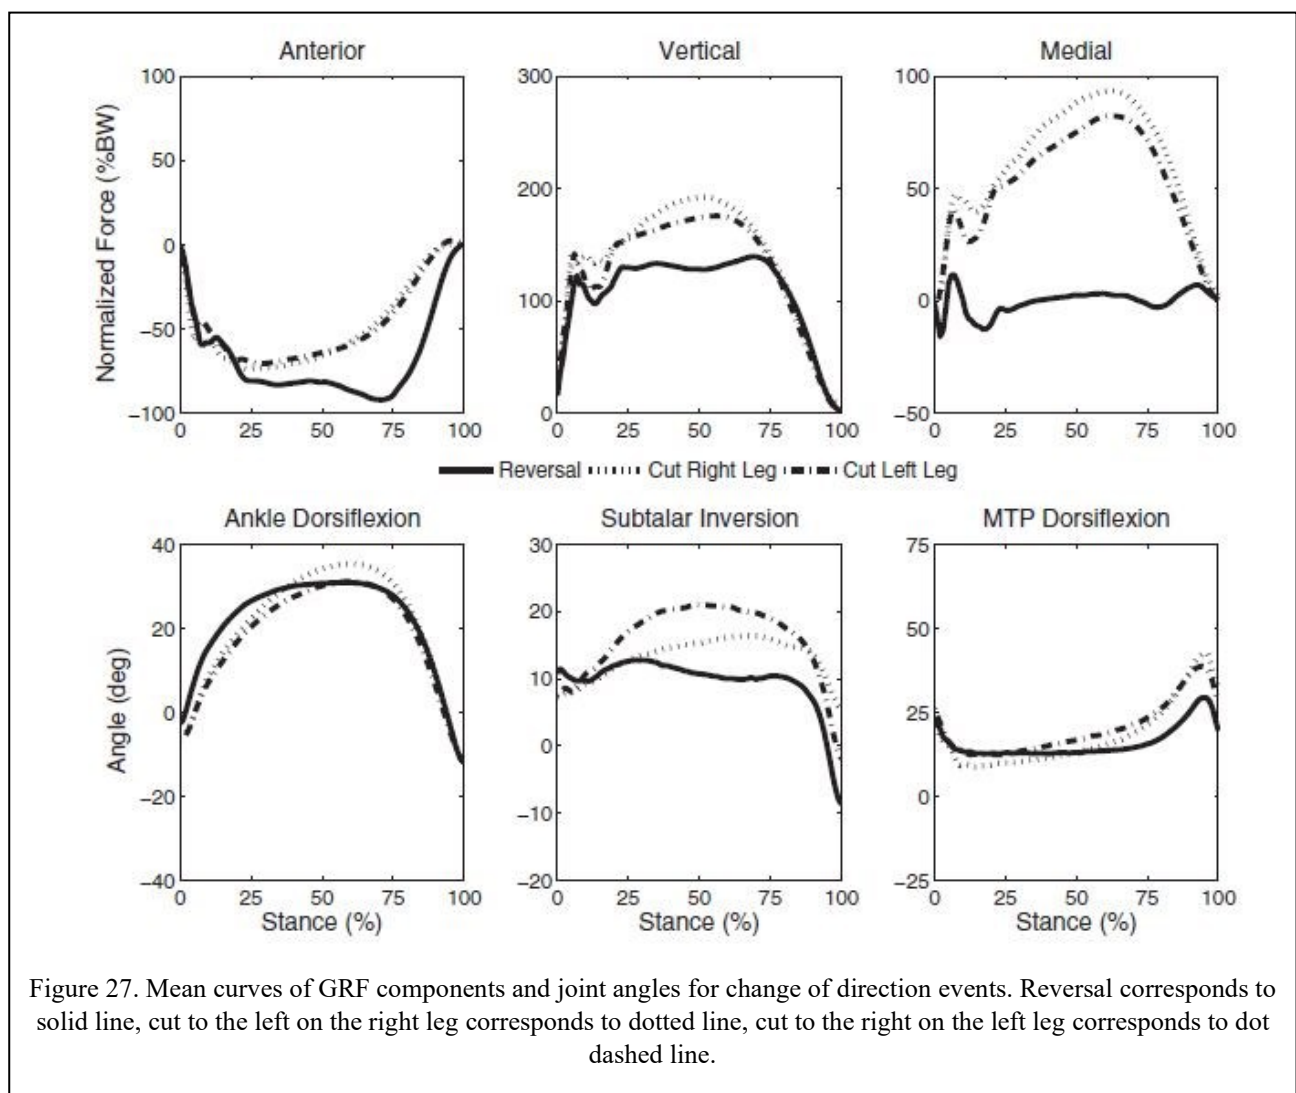 Anterior
Vertical
Medial
Normalized Force (%BW)
100
50
0
−50
−100
0 25 50 75 100
300
200
100
0
0 25 50 75 100
100
50
0
−50
0 25 50 75 100
Reversal Cut Right Leg Cut Left Leg
Ankle Dorsiflexion
Subtalar Inversion
MTP Dorsiflexion
Angle (deg)
40
20
0
−20
−40
0 25 50 75 100
Stance (%)
30
20
10
0
−10
−20
0 25 50 75 100
Stance (%)
75
50
25
0
−25
0 25 50 75 100
Stance (%)
Figure 27. Mean curves of GRF components and joint angles for change of direction events. Reversal corresponds to
solid line, cut to the left on the right leg corresponds to dotted line, cut to the right on the left leg corresponds to dot
dashed line.